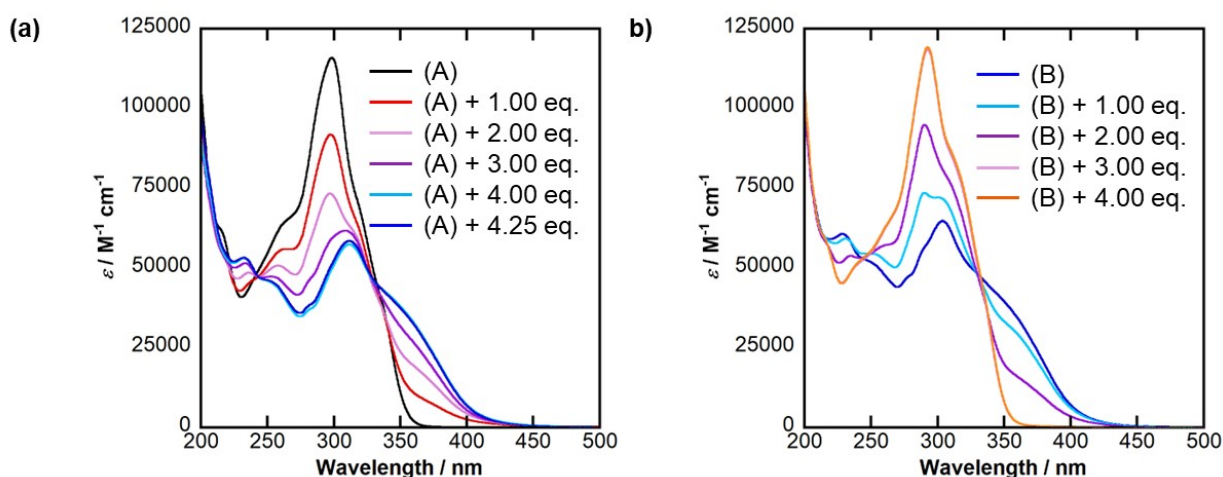 (a)
125000
100000
75000
50000
25000
0
ε / M-1 cm-1
200 250 300 350 400 450 500
Wavelength / nm
(A)
(A) + 1.00 eq.
(A) + 2.00 eq.
(A) + 3.00 eq.
(A) + 4.00 eq.
(A) + 4.25 eq.
b)
125000
100000
75000
50000
25000
0
ε / M-1 cm-1
200 250 300 350 400 450 500
Wavelength / nm
(B)
(B) + 1.00 eq.
(B) + 2.00 eq.
(B) + 3.00 eq.
(B) + 4.00 eq.